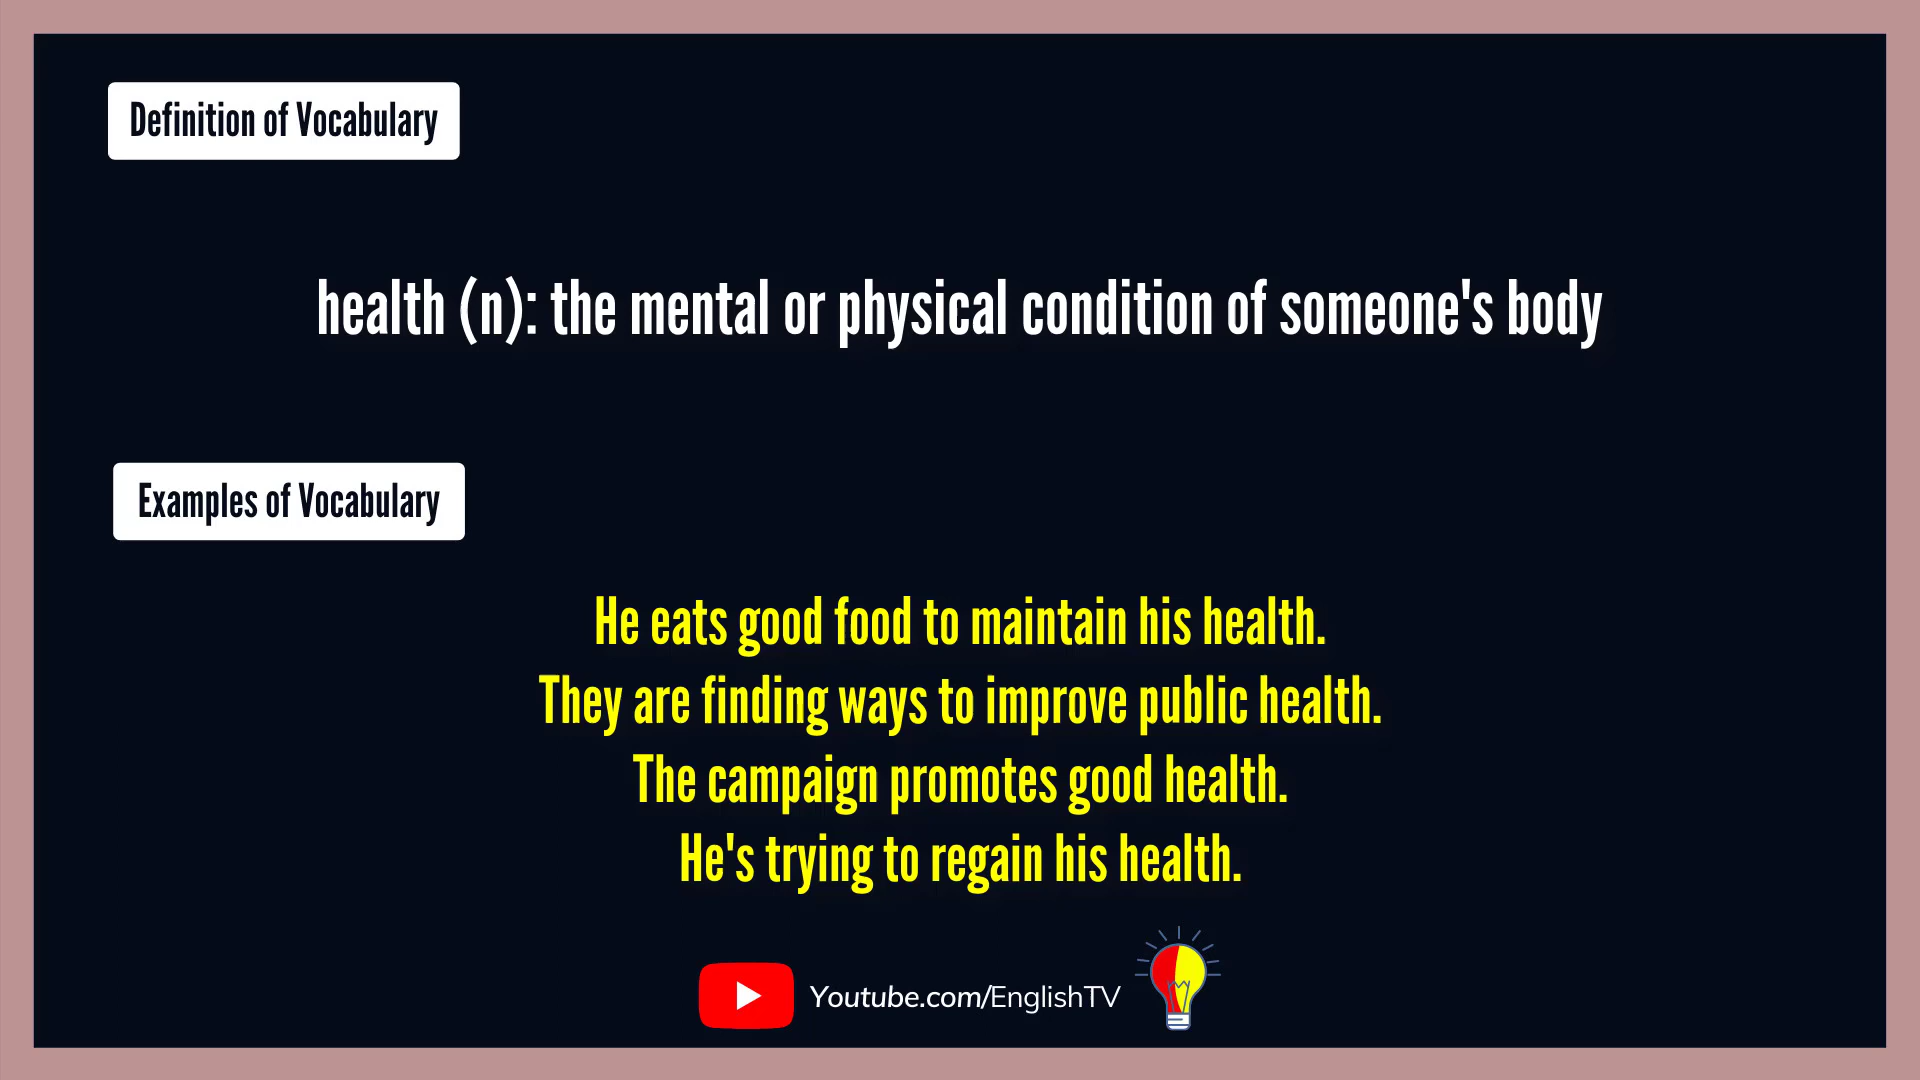 Definition of Vocabulary
health (n): the mental or physical condition of someone's body
Examples of Vocabulary
He eats good food to maintain his health.
They are finding ways to improve public health.
The campaign promotes good health.
He's trying to regain his health.
Youtube.com/EnglishTV